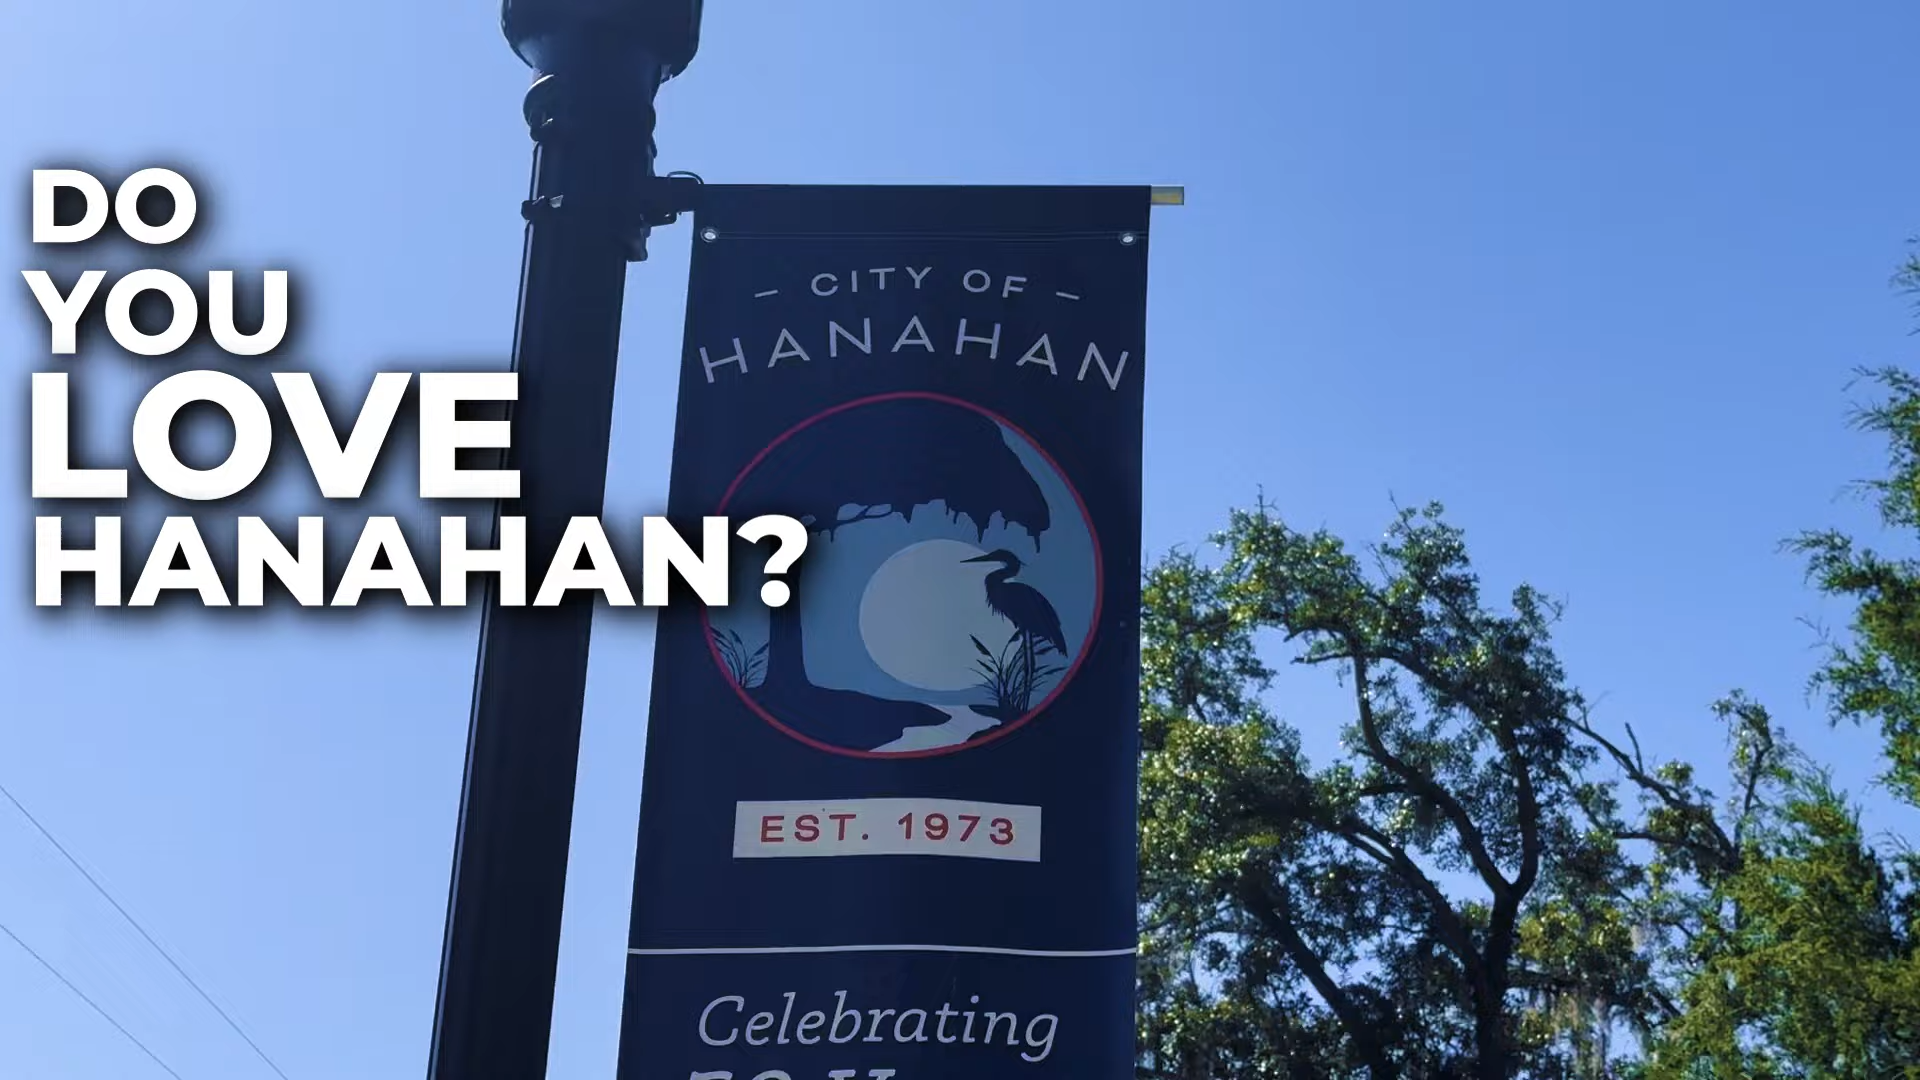 DO
YOU
LOVE
HANAHAN?
– CITY OF –
HANAHAN
EST. 1973
Celebrating